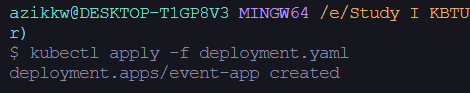 azikkw@DESKTOP-T1GP8V3 MINGW64 /e/Study I KBTU
r)
$ kubectl apply -f deployment.yaml
deployment.apps/event-app created